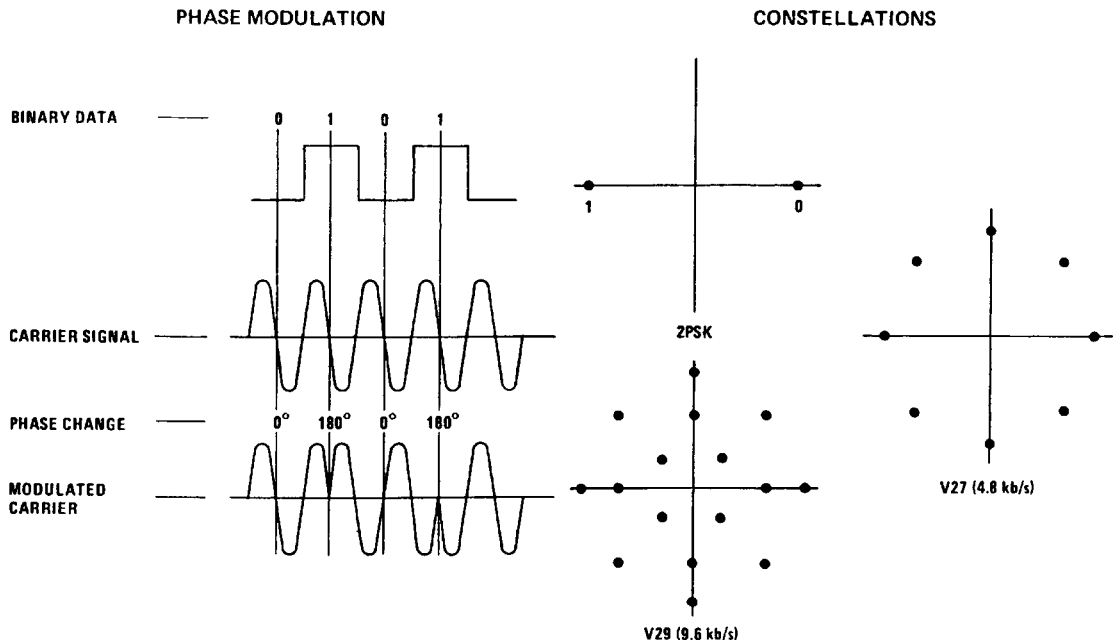 PHASE MODULATION
CONSTELLATIONS
BINARY DATA
0 1 0 1
1 0
CARRIER SIGNAL
2PSK
PHASE CHANGE
0° 180° 0° 180°
MODULATED
CARRIER
V27 (4.8 kb/s)
V29 (9.6 kb/s)